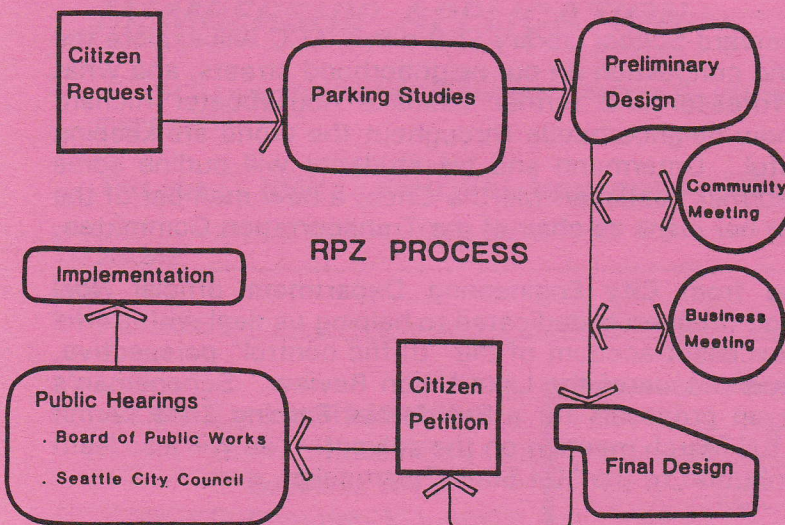 Citizen
Request
Parking Studies
Preliminary
Design
Community
Meeting
RPZ PROCESS
Implementation
Business
Meeting
Public Hearings
. Board of Public Works
. Seattle City Council
Citizen
Petition
Final Design